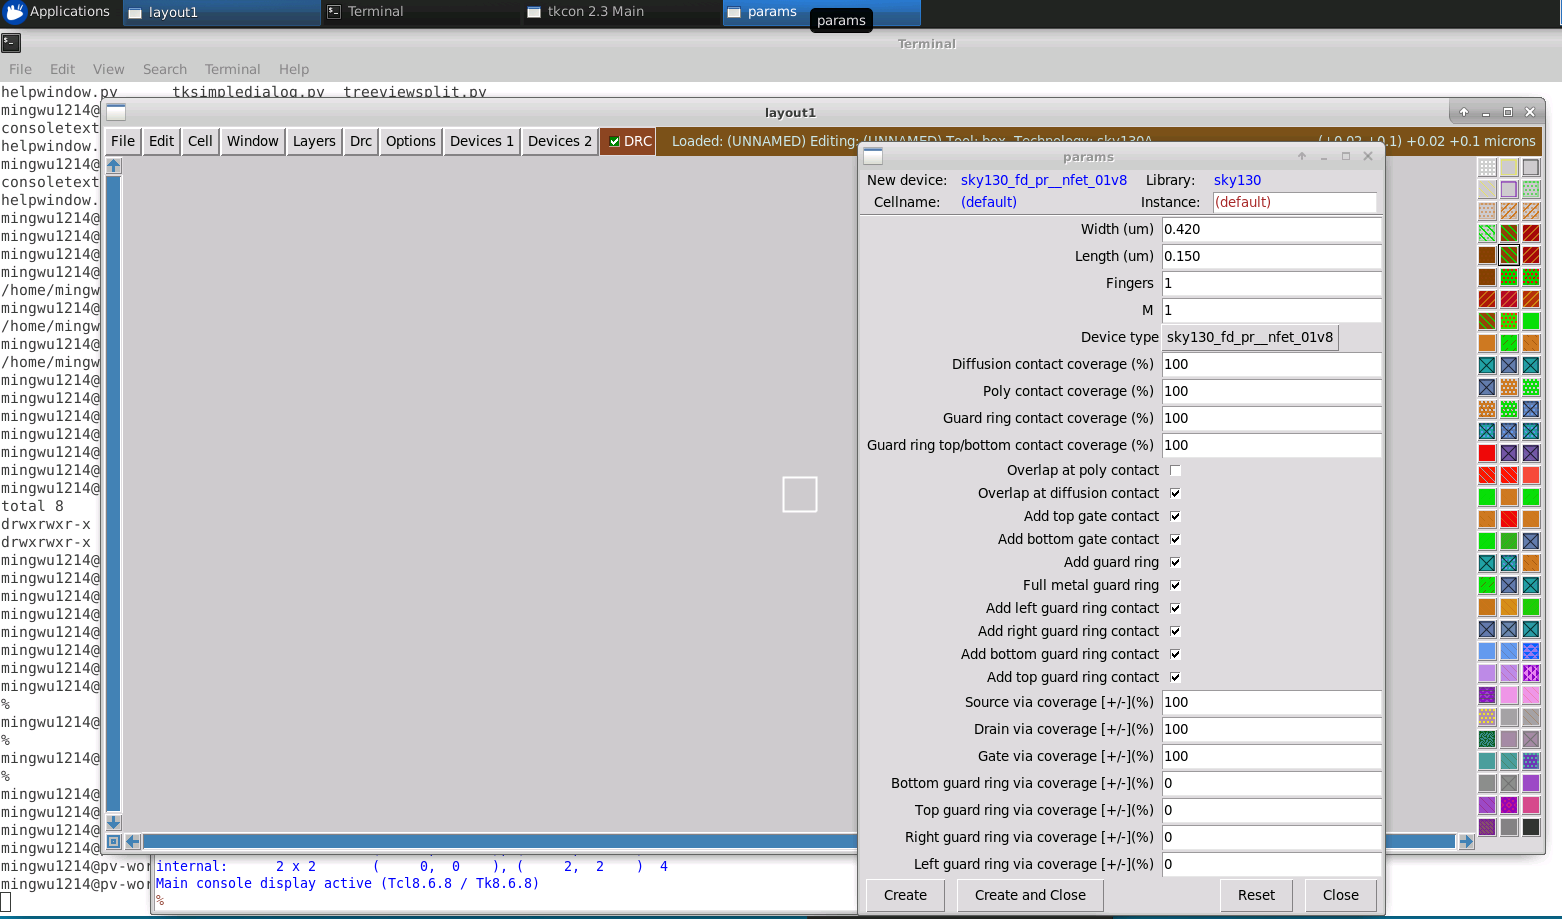 Applications layout1 Terminal tkcon 2.3 Main params
params
Terminal
File Edit View Search Terminal Help
helpwindow.py tksimpledialog.py treeviewsplit.py
mingwu1214@
consoletext
helpwindow.
mingwu1214@
consoletext
helpwindow.
mingwu1214@
mingwu1214@
mingwu1214@
mingwu1214@
/home/mingw
mingwu1214@
/home/mingw
mingwu1214@
/home/mingw
mingwu1214@
mingwu1214@
mingwu1214@
mingwu1214@
mingwu1214@
mingwu1214@
mingwu1214@
total 8
drwxrwxr-x
drwxrwxr-x
mingwu1214@
mingwu1214@
mingwu1214@
mingwu1214@
mingwu1214@
mingwu1214@
mingwu1214@
mingwu1214@
%
mingwu1214@
%
mingwu1214@
%
mingwu1214@
mingwu1214@
mingwu1214@
mingwu1214@
mingwu1214@pv-wor
mingwu1214@pv-wor
layout1
File Edit Cell Window Layers Drc Options Devices 1 Devices 2 DRC Loaded: (UNNAMED) Editing: (UNNAMED) Tool: box Technology: sky130A (+0.02 +0.1) +0.02 +0.1 microns
params
New device: sky130_fd_pr__nfet_01v8 Library: sky130
Cellname: (default) Instance: (default)
Width (um) 0.420
Length (um) 0.150
Fingers 1
M 1
Device type sky130_fd_pr__nfet_01v8
Diffusion contact coverage (%) 100
Poly contact coverage (%) 100
Guard ring contact coverage (%) 100
Guard ring top/bottom contact coverage (%) 100
Overlap at poly contact
Overlap at diffusion contact
Add top gate contact
Add bottom gate contact
Add guard ring
Full metal guard ring
Add left guard ring contact
Add right guard ring contact
Add bottom guard ring contact
Add top guard ring contact
Source via coverage [+/-](%) 100
Drain via coverage [+/-](%) 100
Gate via coverage [+/-](%) 100
Bottom guard ring via coverage [+/-](%) 0
Top guard ring via coverage [+/-](%) 0
Right guard ring via coverage [+/-](%) 0
Left guard ring via coverage [+/-](%) 0
Create Create and Close Reset Close
internal: 2 x 2 ( 0, 0 ), ( 2, 2 ) 4
Main console display active (Tcl8.6.8 / Tk8.6.8)
%